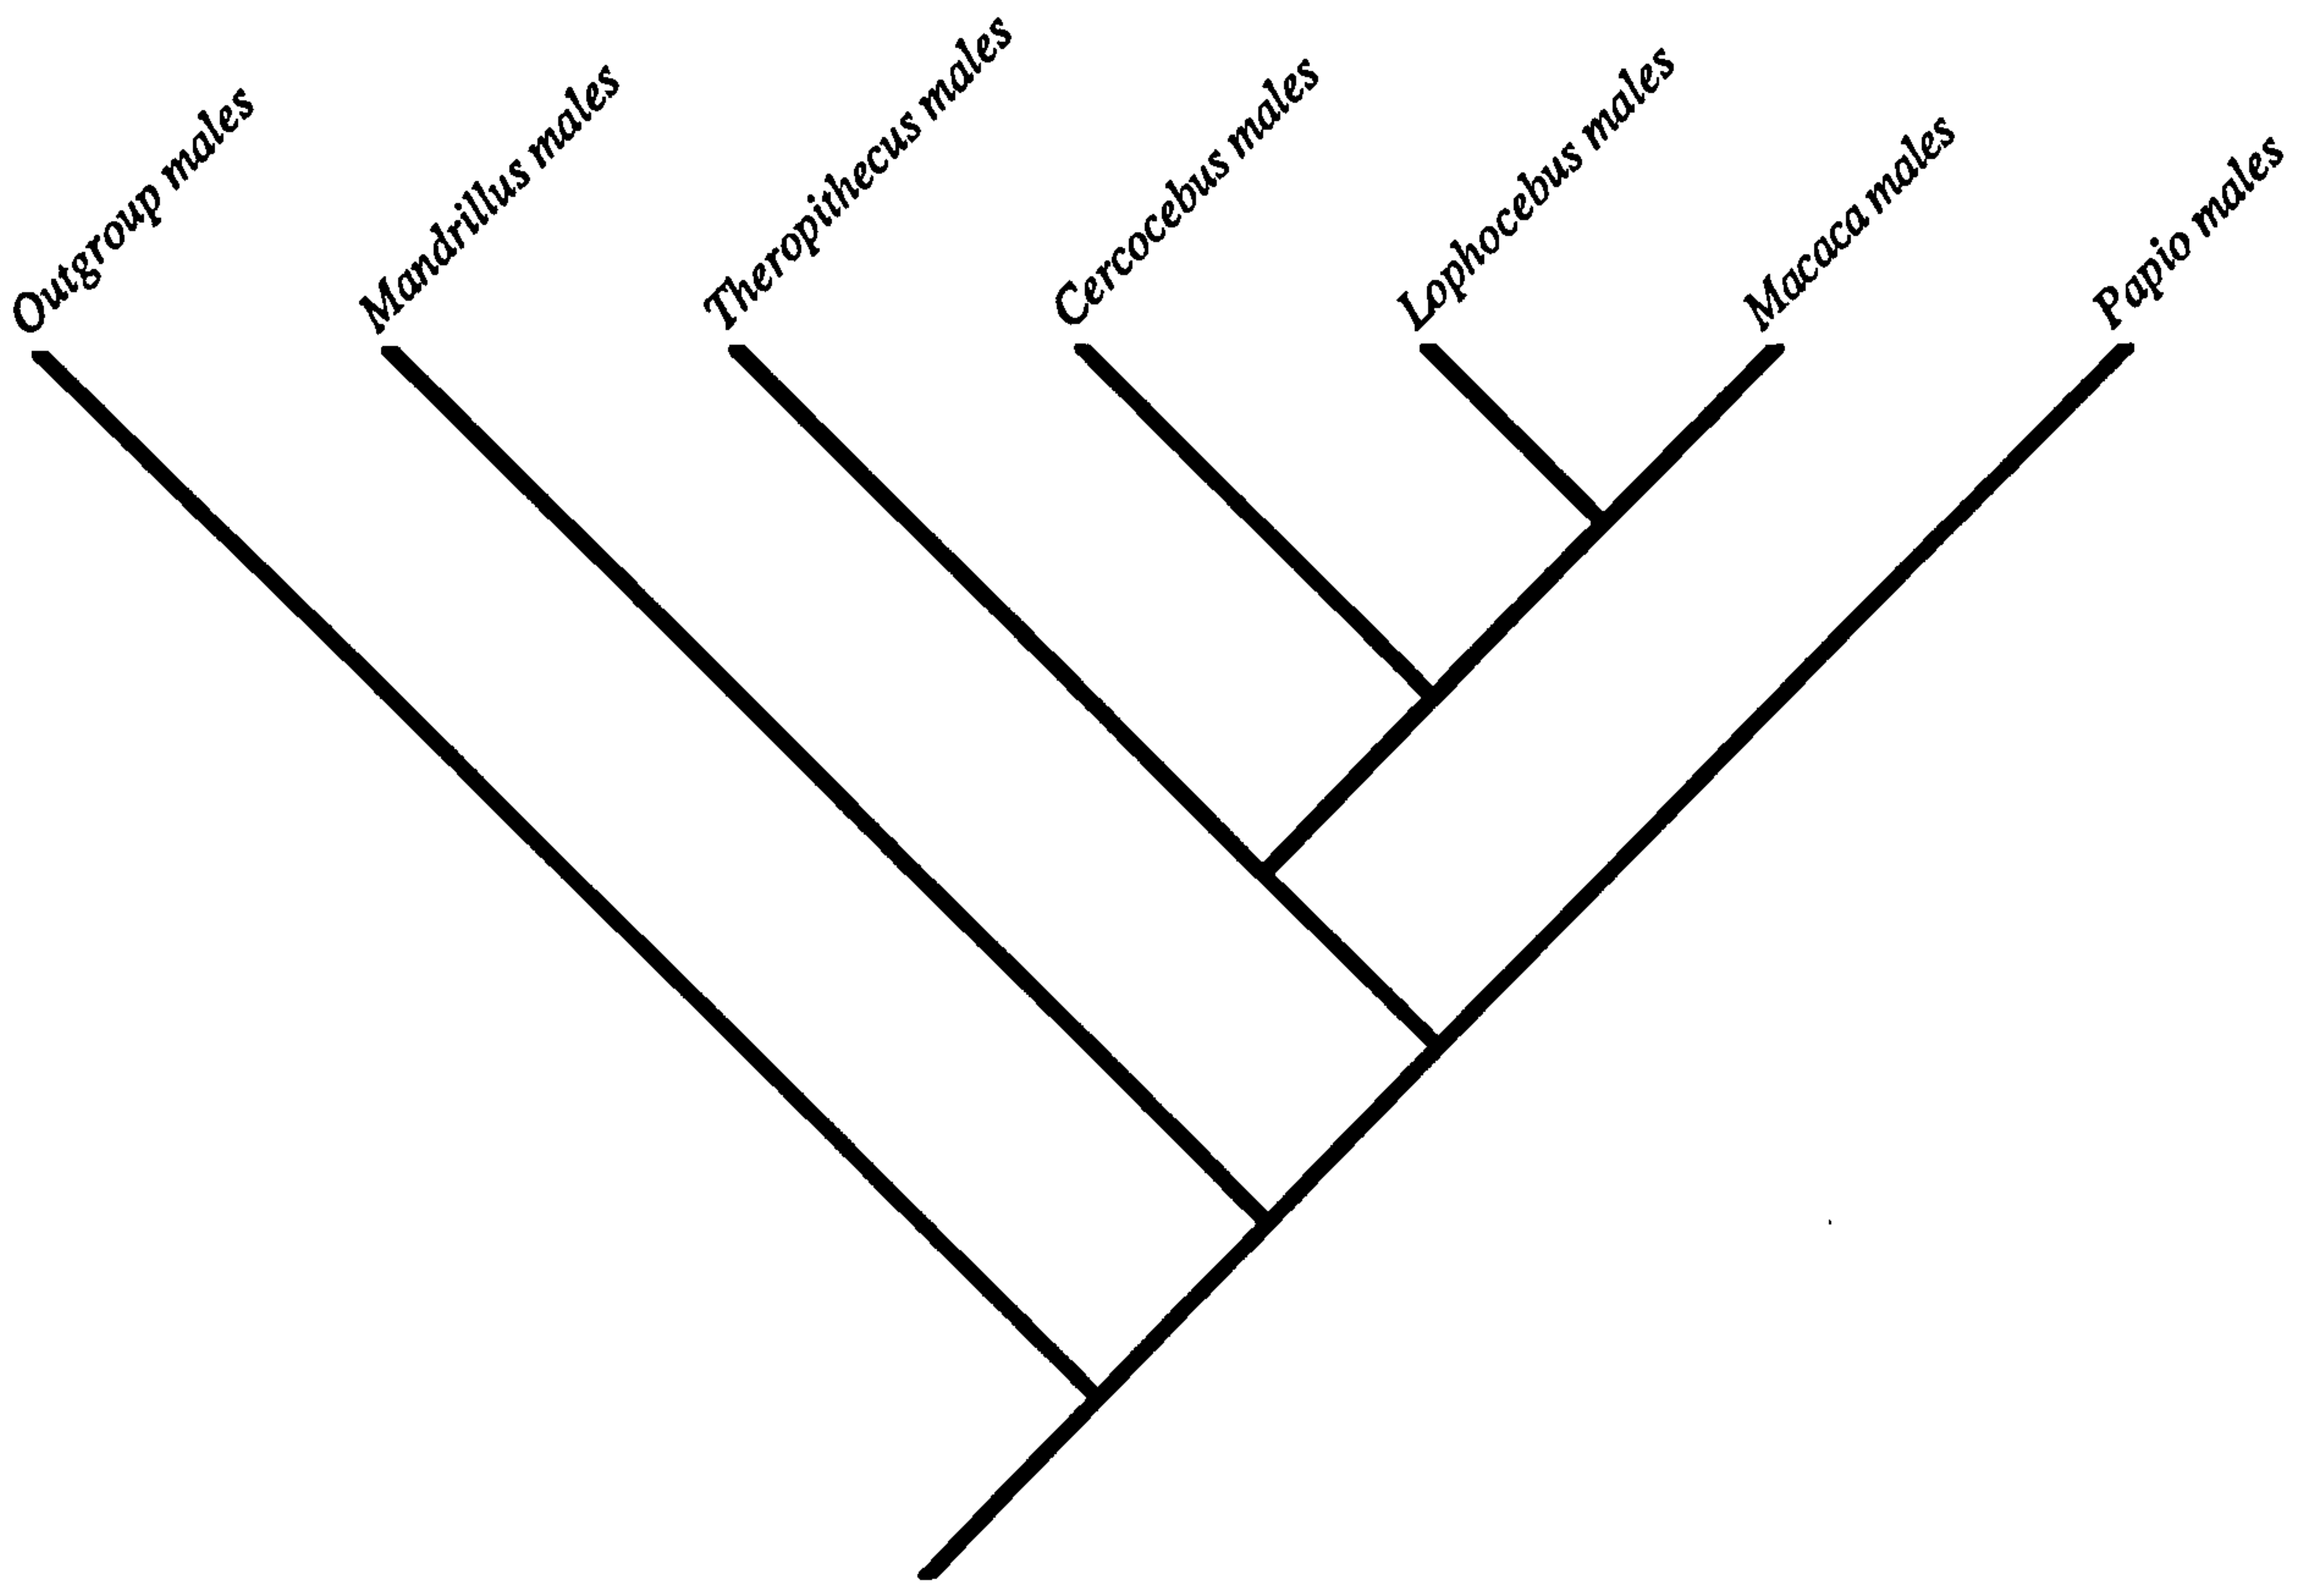 Outgroup males
Mandrillus males
Theropithecus males
Cercocebus males
Lophocebus males
Macaca males
Papio males